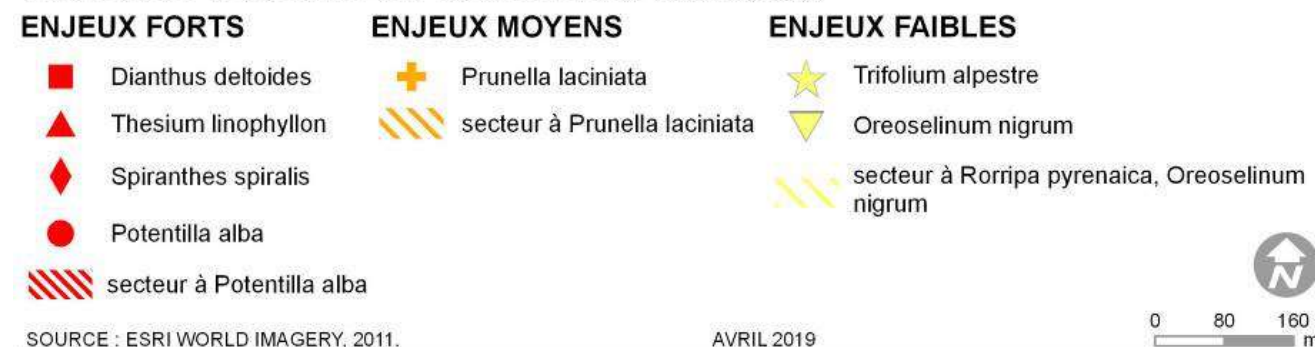 ENJEUX FORTS
Dianthus deltoides
Thesium linophyllon
Spiranthes spiralis
Potentilla alba
secteur à Potentilla alba
ENJEUX MOYENS
Prunella laciniata
secteur à Prunella laciniata
ENJEUX FAIBLES
Trifolium alpestre
Oreoselinum nigrum
secteur à Rorripa pyrenaica, Oreoselinum
nigrum
N
0 80 160
m
SOURCE : ESRI WORLD IMAGERY, 2011.
AVRIL 2019